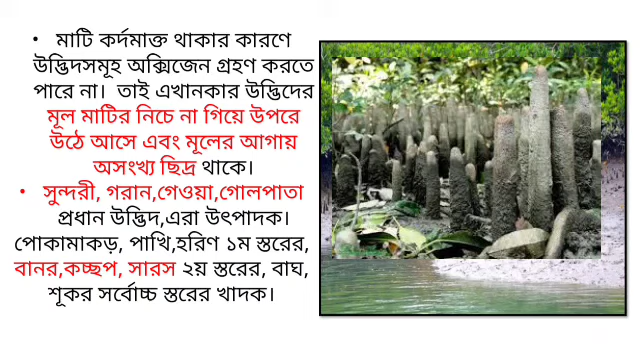 • মাটি কর্দমাক্ত থাকার কারণে
উদ্ভিদসমূহ অক্সিজেন গ্রহণ করতে
পারে না। তাই এখানকার উদ্ভিদের
মূল মাটির নিচে না গিয়ে উপরে
উঠে আসে এবং মূলের আগায়
অসংখ্য ছিদ্র থাকে।
• সুন্দরী, গরান,গেওয়া,গোলপাতা
প্রধান উদ্ভিদ,এরা উৎপাদক।
পোকামাকড়, পাখি,হরিণ ১ম স্তরের,
বানর,কচ্ছপ, সারস ২য় স্তরের, বাঘ,
শূকর সর্বোচ্চ স্তরের খাদক।